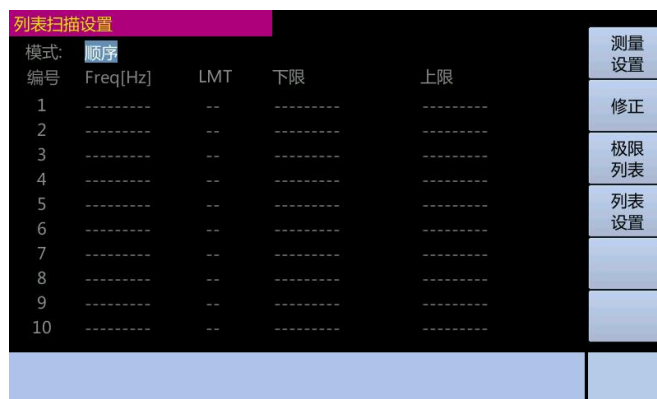 列表扫描设置
模式: 顺序
编号 Freq[Hz] LMT 下限 上限
1 --------- -- --------- ---------
2 --------- -- --------- ---------
3 --------- -- --------- ---------
4 --------- -- --------- ---------
5 --------- -- --------- ---------
6 --------- -- --------- ---------
7 --------- -- --------- ---------
8 --------- -- --------- ---------
9 --------- -- --------- ---------
10 --------- -- --------- ---------
测量
设置
修正
极限
列表
列表
设置